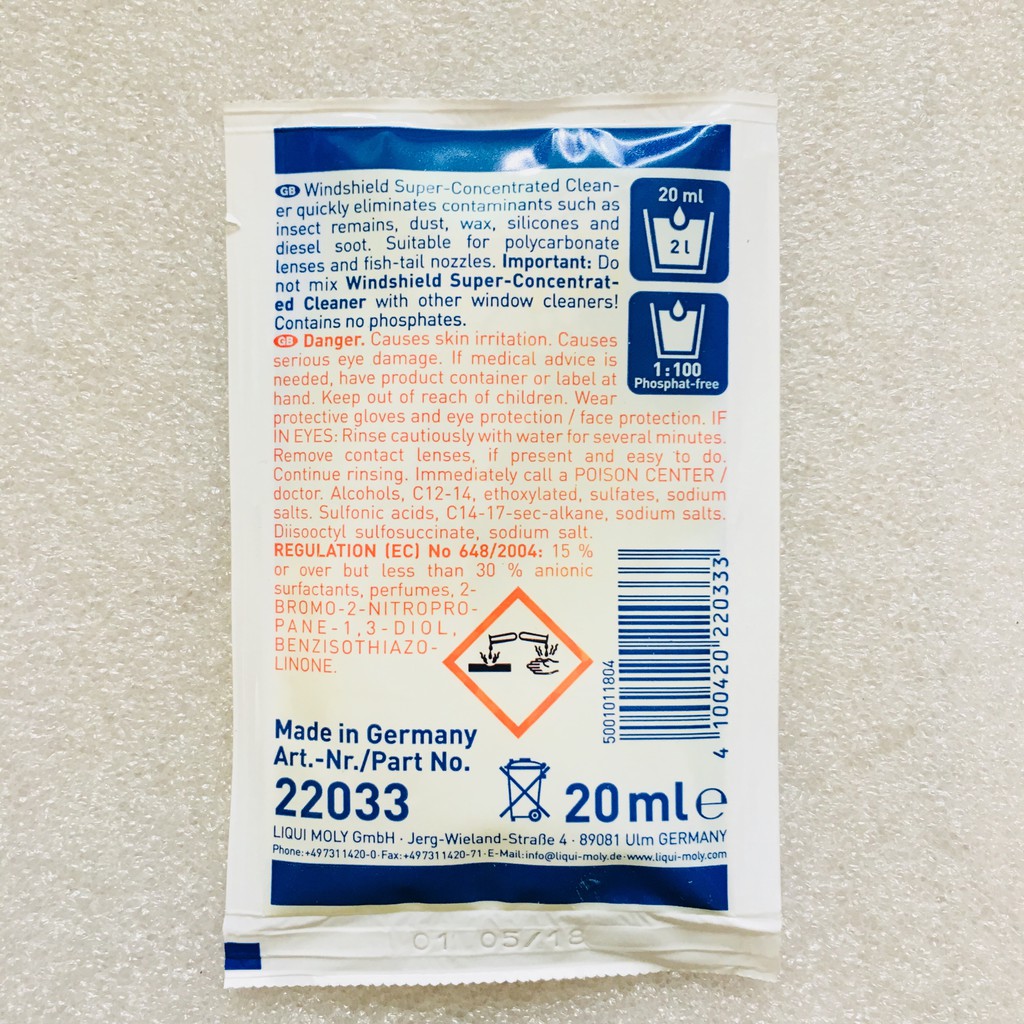 GB Windshield Super-Concentrated Clean-
er quickly eliminates contaminants such as
insect remains, dust, wax, silicones and
diesel soot. Suitable for polycarbonate
lenses and fish-tail nozzles. Important: Do
not mix Windshield Super-Concentrat-
ed Cleaner with other window cleaners!
Contains no phosphates.
20 ml
2 l
1:100
Phosphat-free
GB Danger. Causes skin irritation. Causes
serious eye damage. If medical advice is
needed, have product container or label at
hand. Keep out of reach of children. Wear
protective gloves and eye protection / face protection. IF
IN EYES: Rinse cautiously with water for several minutes.
Remove contact lenses, if present and easy to do.
Continue rinsing. Immediately call a POISON CENTER /
doctor. Alcohols, C12-14, ethoxylated, sulfates, sodium
salts. Sulfonic acids, C14-17-sec-alkane, sodium salts.
Diisooctyl sulfosuccinate, sodium salt.
REGULATION (EC) No 648/2004: 15 %
or over but less than 30 % anionic
surfactants, perfumes, 2-
BROMO-2-NITROPRO-
PANE-1,3-DIOL,
BENZISOTHIAZO-
LINONE.
5001011804
4 100420 220333
Made in Germany
Art.-Nr./Part No.
22033
20 ml e
LIQUI MOLY GmbH · Jerg-Wieland-Straße 4 · 89081 Ulm GERMANY
Phone:+497311420-0·Fax:+497311420-71·E-Mail:info@liqui-moly.de·www.liqui-moly.com
01 05/18